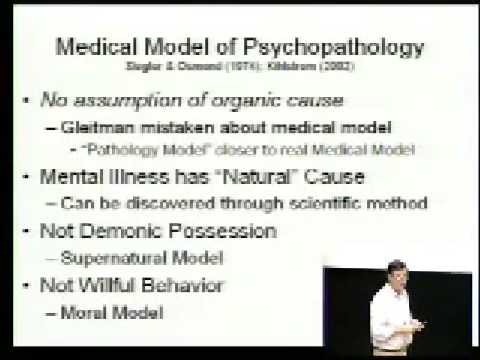 Medical Model of Psychopathology
Siegler & Osmond (1974); Kihlstrom (2002)
• No assumption of organic cause
– Gleitman mistaken about medical model
• "Pathology Model" closer to real Medical Model
• Mental Illness has "Natural" Cause
– Can be discovered through scientific method
• Not Demonic Possession
– Supernatural Model
• Not Willful Behavior
– Moral Model